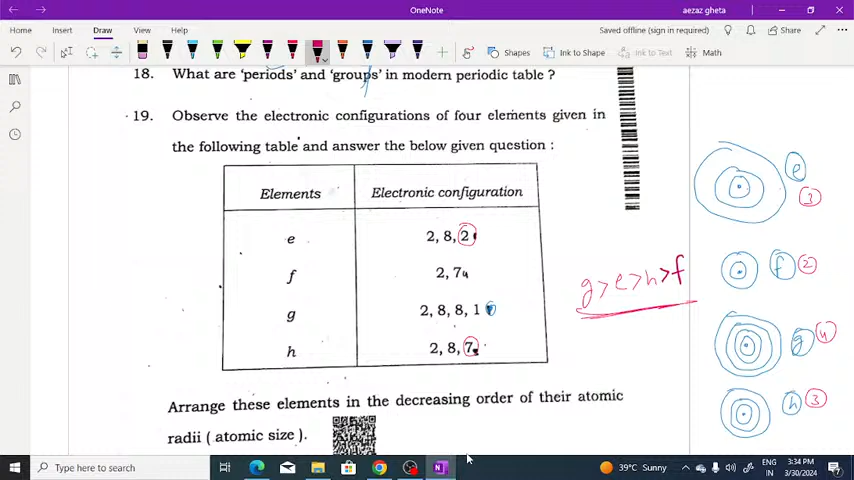 OneNote
aezaz gheta
File Home Insert Draw View Help
Saved offline (sign in required)
Share
Shapes Ink to Shape Ink to Text Math
18. What are 'periods' and 'groups' in modern periodic table ?
19. Observe the electronic configurations of four elements given in
the following table and answer the below given question :
Elements Electronic configuration
e 2, 8, 2
f 2, 7
g 2, 8, 8, 1
h 2, 8, 7
Arrange these elements in the decreasing order of their atomic
radii ( atomic size ).
g>e>h>f
e
3
f 2
g 4
h 3
Type here to search
39°C Sunny
ENG
IN
3:34 PM
3/30/2024